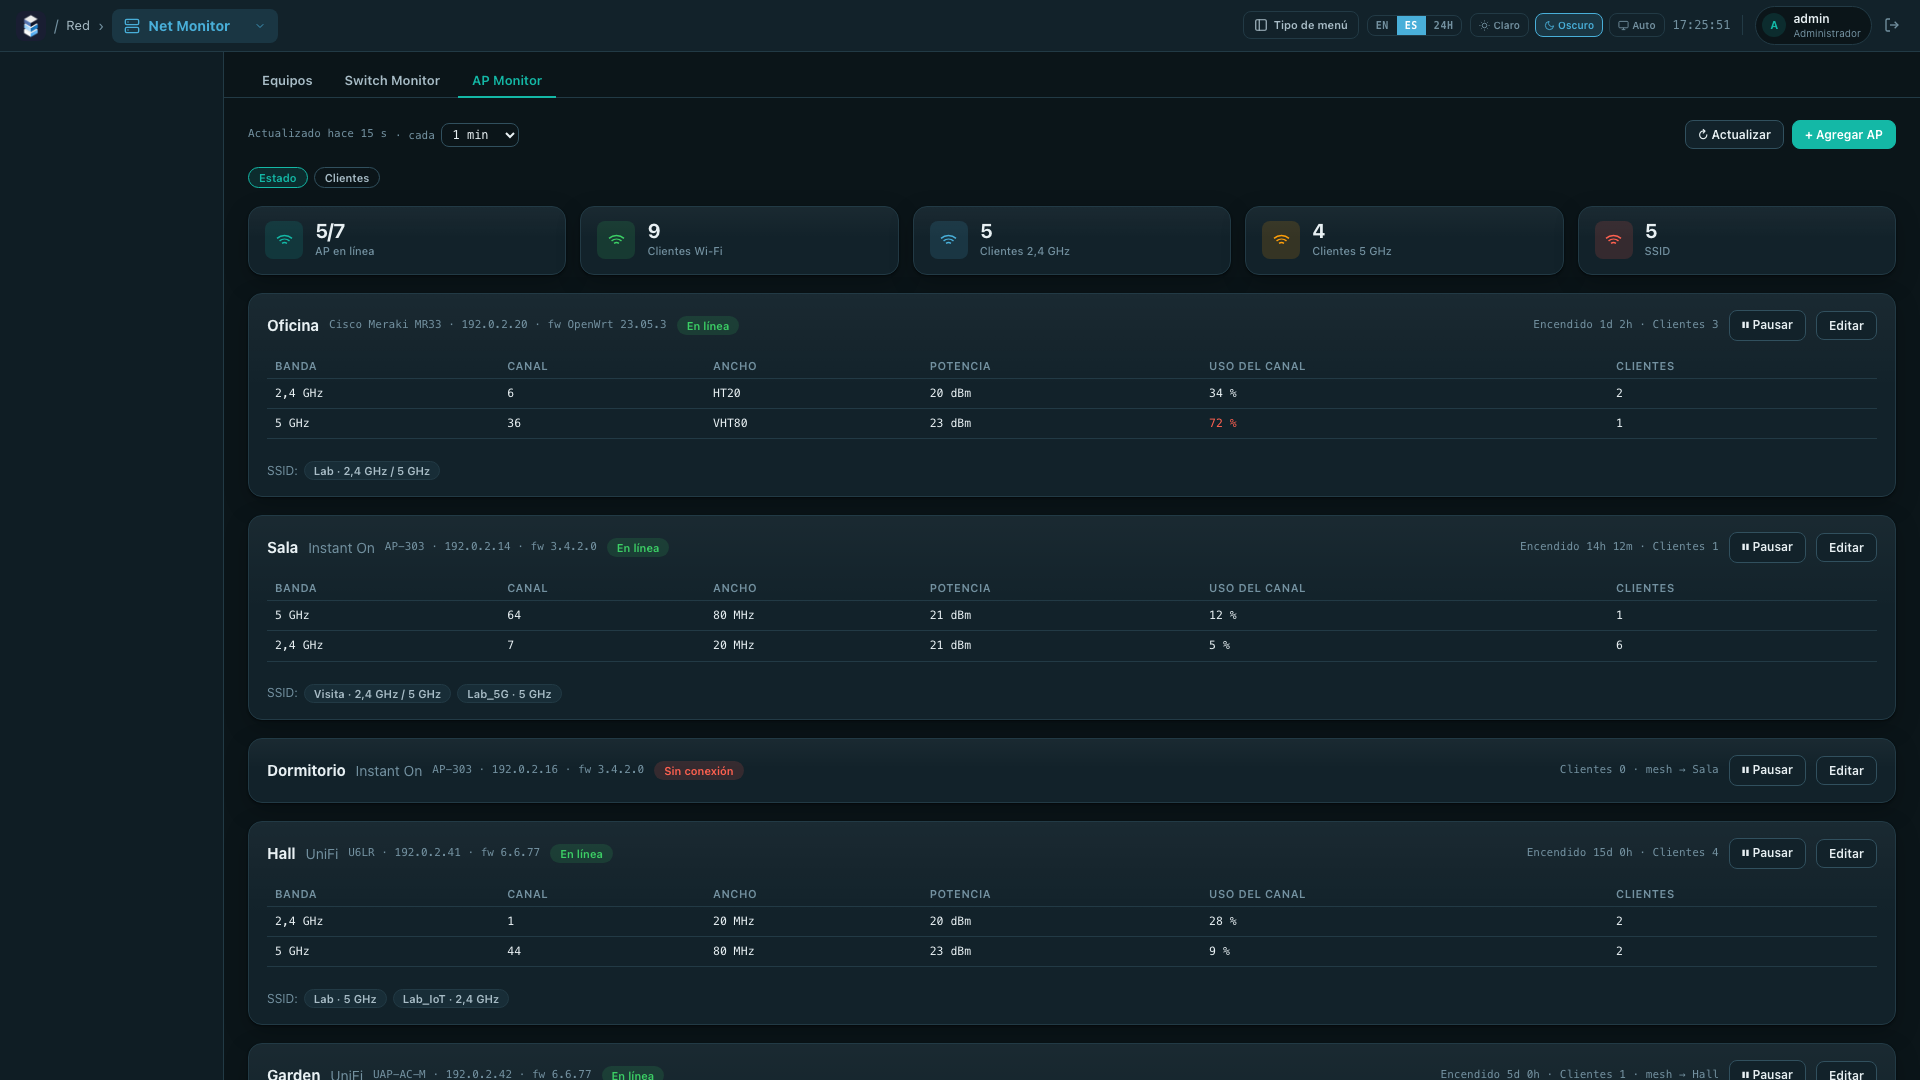 / Red › Net Monitor
Tipo de menú EN ES 24H Claro Oscuro Auto 17:25:51 A admin Administrador
Equipos Switch Monitor AP Monitor
Actualizado hace 15 s · cada 1 min ↻ Actualizar + Agregar AP
Estado Clientes
5/7 AP en línea
9 Clientes Wi-Fi
5 Clientes 2,4 GHz
4 Clientes 5 GHz
5 SSID
Oficina Cisco Meraki MR33 · 192.0.2.20 · fw OpenWrt 23.05.3 En línea Encendido 1d 2h · Clientes 3 Pausar Editar
BANDA CANAL ANCHO POTENCIA USO DEL CANAL CLIENTES
2,4 GHz 6 HT20 20 dBm 34 % 2
5 GHz 36 VHT80 23 dBm 72 % 1
SSID: Lab · 2,4 GHz / 5 GHz
Sala Instant On AP-303 · 192.0.2.14 · fw 3.4.2.0 En línea Encendido 14h 12m · Clientes 1 Pausar Editar
BANDA CANAL ANCHO POTENCIA USO DEL CANAL CLIENTES
5 GHz 64 80 MHz 21 dBm 12 % 1
2,4 GHz 7 20 MHz 21 dBm 5 % 6
SSID: Visita · 2,4 GHz / 5 GHz Lab_5G · 5 GHz
Dormitorio Instant On AP-303 · 192.0.2.16 · fw 3.4.2.0 Sin conexión Clientes 0 · mesh → Sala Pausar Editar
Hall UniFi U6LR · 192.0.2.41 · fw 6.6.77 En línea Encendido 15d 0h · Clientes 4 Pausar Editar
BANDA CANAL ANCHO POTENCIA USO DEL CANAL CLIENTES
2,4 GHz 1 20 MHz 20 dBm 28 % 2
5 GHz 44 80 MHz 23 dBm 9 % 2
SSID: Lab · 5 GHz Lab_IoT · 2,4 GHz
Garden UniFi UAP-AC-M · 192.0.2.42 · fw 6.6.77 En línea Encendido 5d 0h · Clientes 1 · mesh → Hall Pausar Editar